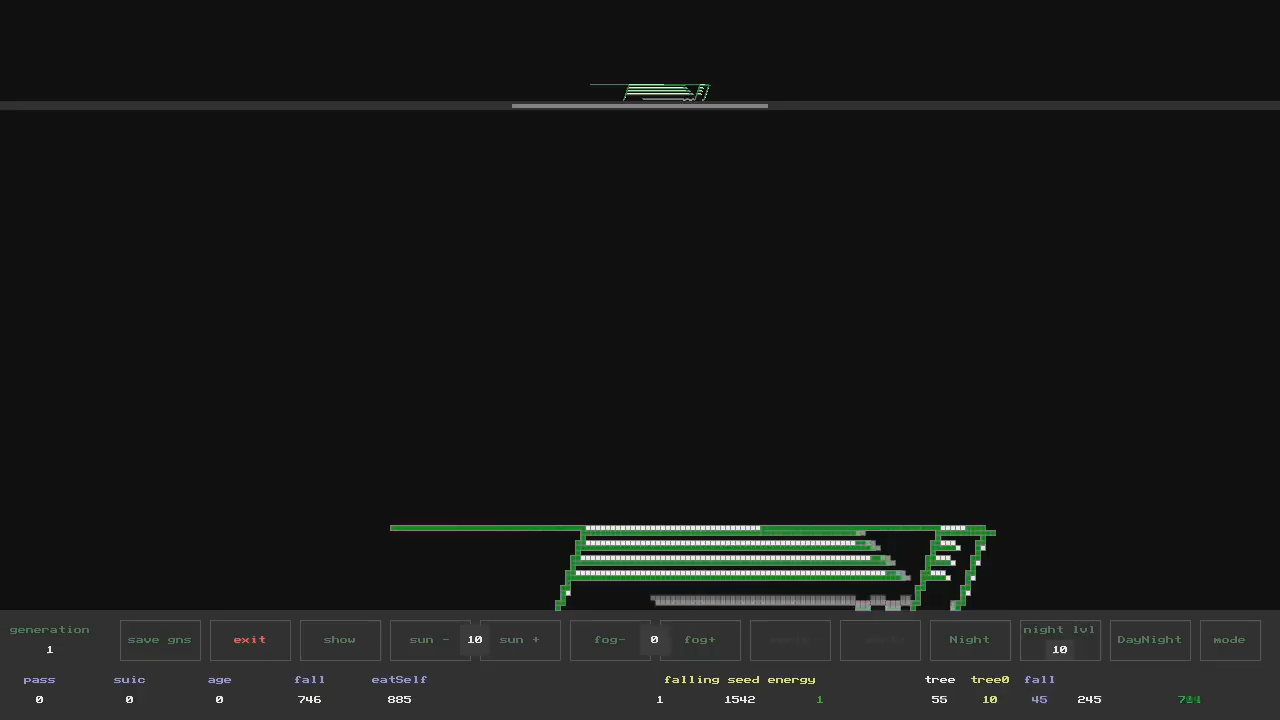 generation
1
save gns
exit
show
sun - 10 sun +
fog- 0 fog+
Night
night lvl
10
DayNight
mode
pass suic age fall eatSelf falling seed energy tree tree0 fall
0 0 0 746 885 1 1542 1 55 10 45 245